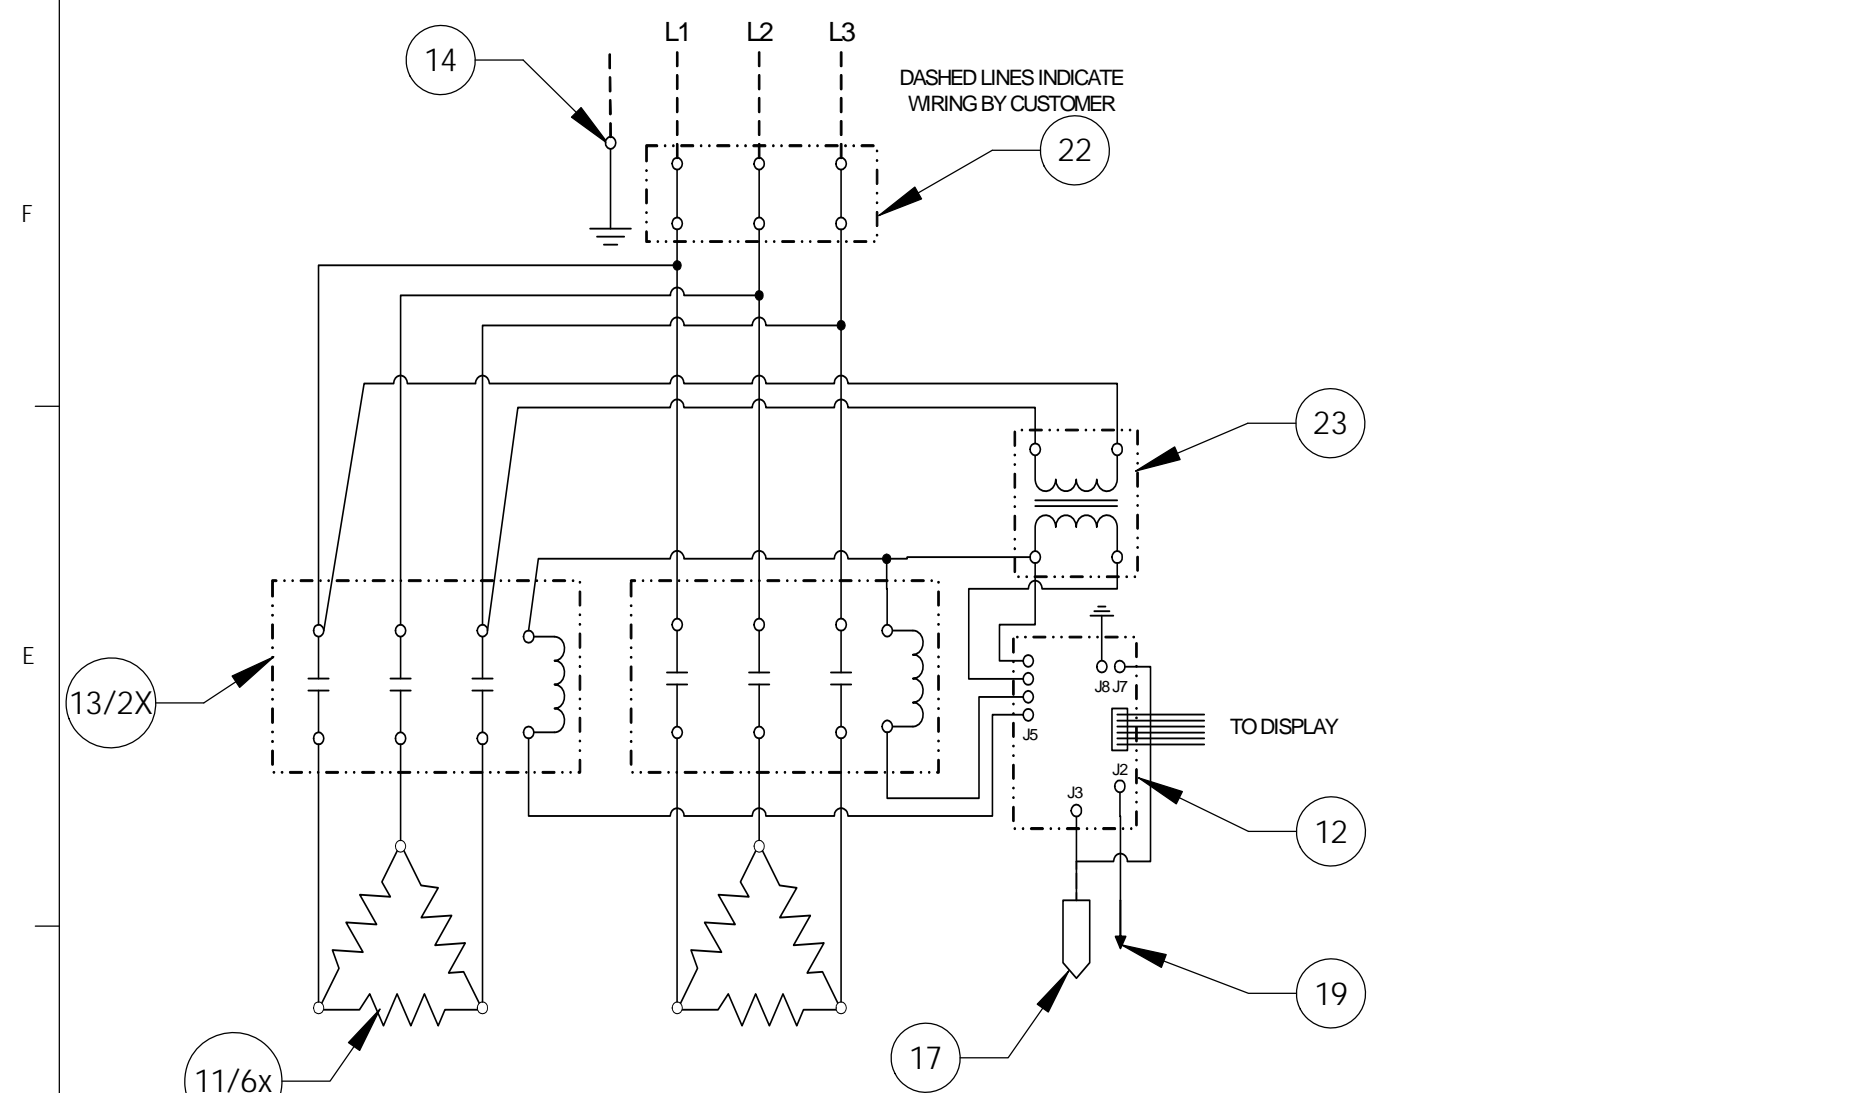 L1 L2 L3
14
DASHED LINES INDICATE
WIRING BY CUSTOMER
22
F
23
E
13/2X
J8 J7
J5
TO DISPLAY
J2
J3
12
19
17
11/6x